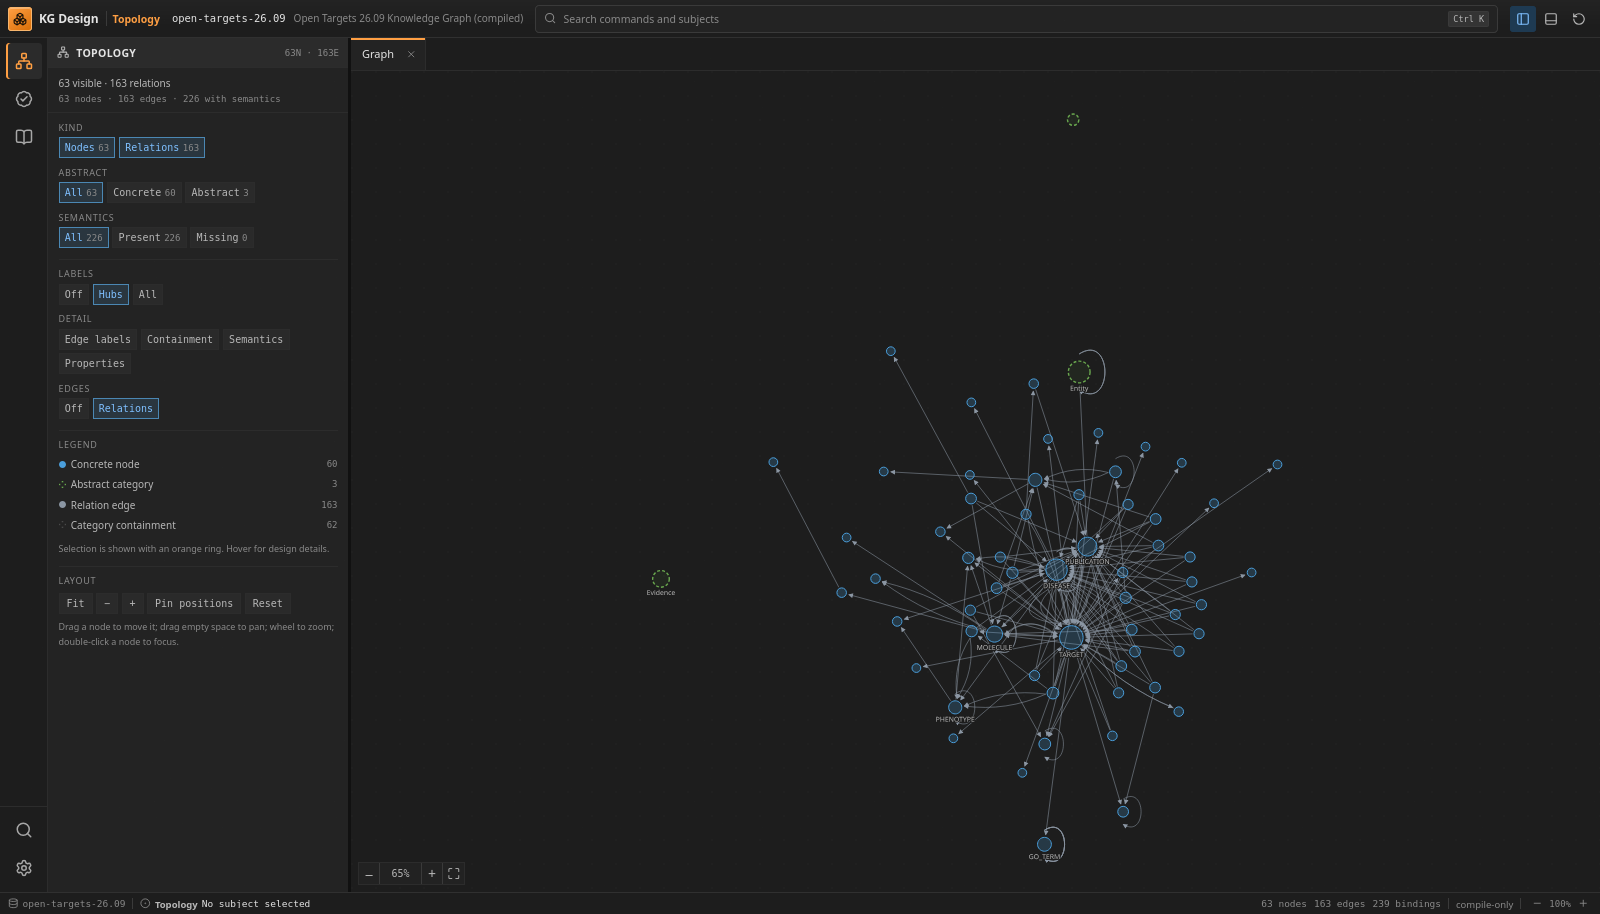 KG Design Topology open-targets-26.09 Open Targets 26.09 Knowledge Graph (compiled) Search commands and subjects Ctrl K
TOPOLOGY 63N · 163E
63 visible · 163 relations
63 nodes · 163 edges · 226 with semantics
KIND
Nodes 63 Relations 163
ABSTRACT
All 63 Concrete 60 Abstract 3
SEMANTICS
All 226 Present 226 Missing 0
LABELS
Off Hubs All
DETAIL
Edge labels Containment Semantics
Properties
EDGES
Off Relations
LEGEND
Concrete node 60
Abstract category 3
Relation edge 163
Category containment 62
Selection is shown with an orange ring. Hover for design details.
LAYOUT
Fit − + Pin positions Reset
Drag a node to move it; drag empty space to pan; wheel to zoom;
double-click a node to focus.
Graph ×
Entity
PUBLICATION
DISEASE
Evidence
MOLECULE
TARGET
PHENOTYPE
GO_TERM
– 65% +
open-targets-26.09 Topology No subject selected 63 nodes 163 edges 239 bindings compile-only − 100% +